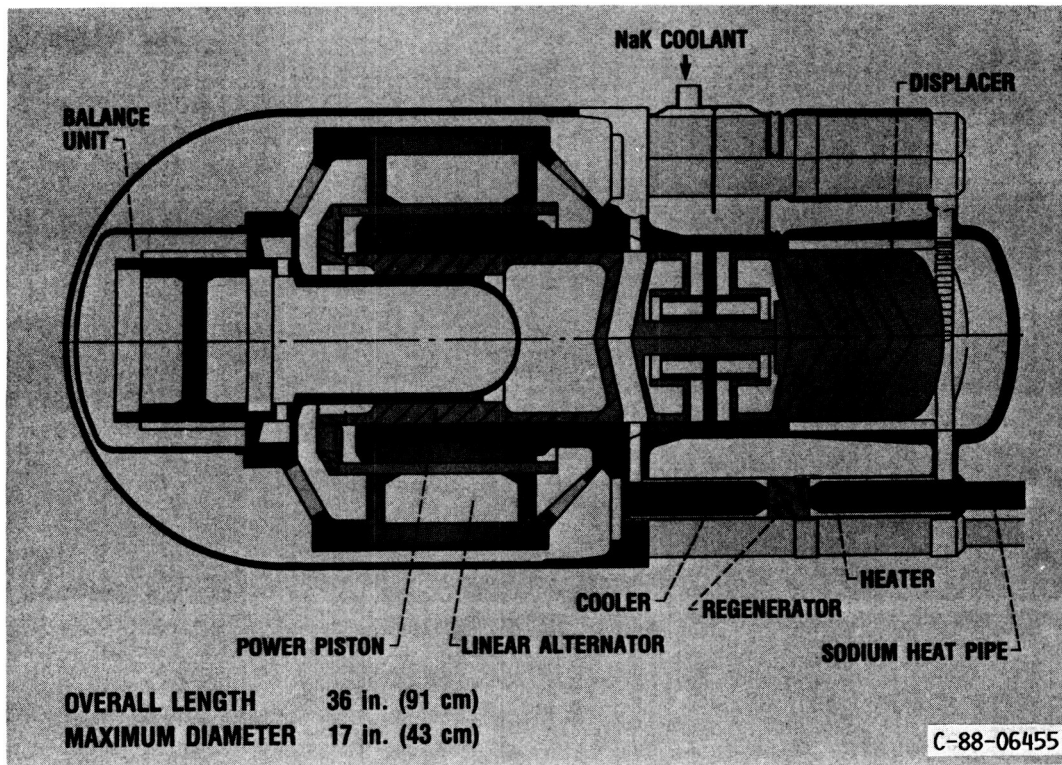 NaK COOLANT
DISPLACER
BALANCE
UNIT
COOLER
REGENERATOR
HEATER
POWER PISTON
LINEAR ALTERNATOR
SODIUM HEAT PIPE
OVERALL LENGTH 36 in. (91 cm)
MAXIMUM DIAMETER 17 in. (43 cm)
C-88-06455